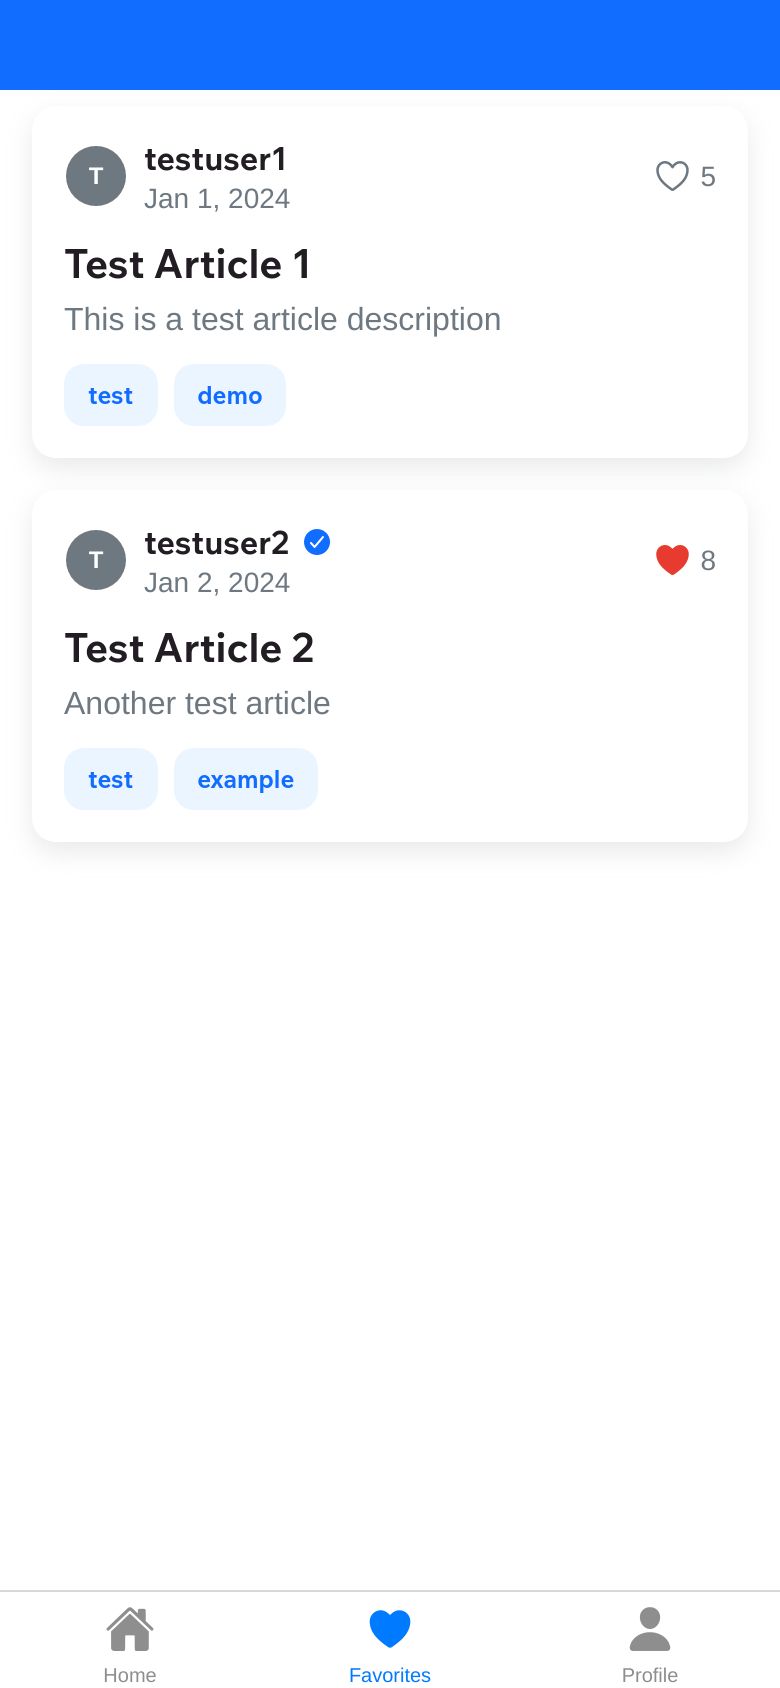 T
testuser1
Jan 1, 2024
5
Test Article 1
This is a test article description
test demo
T
testuser2
Jan 2, 2024
8
Test Article 2
Another test article
test example
Home Favorites Profile